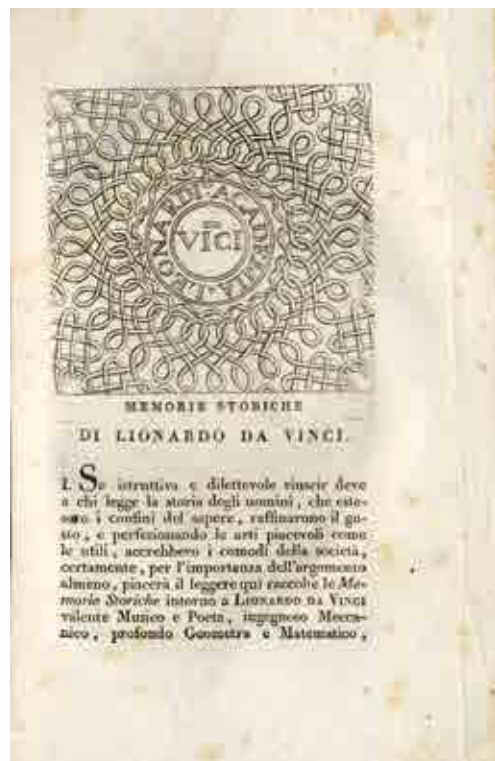 LEONARDI·ACADEMIA
VICI
MEMORIE STORICHE
DI LIONARDO DA VINCI.
I. Se istruttiva e dilettevole riuscir deve
a chi legge la storia degli uomini, che este-
sero i confini del sapere, raffinarono il gu-
sto, e perfezionando le arti piacevoli come
le utili, accrebbero i comodi della società,
certamente, per l'importanza dell'argomento
almeno, piacerà il leggere qui raccolte le Me-
morie Storiche intorno a LIONARDO DA VINCI
valente Musico e Poeta, ingegnoso Mecca-
nico, profondo Geometra e Matematico,